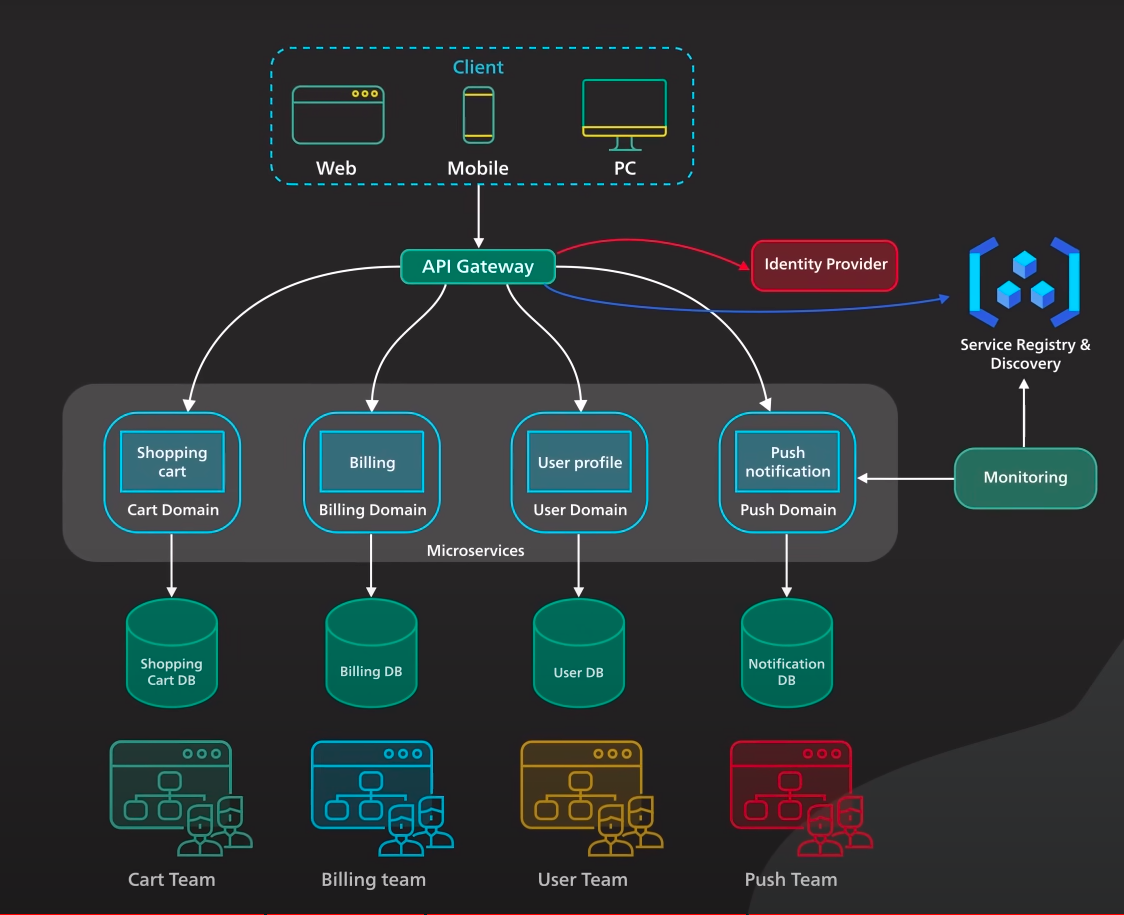 Client
Web
Mobile
PC
API Gateway
Identity Provider
Service Registry &
Discovery
Shopping
cart
Cart Domain
Billing
Billing Domain
User profile
User Domain
Push
notification
Push Domain
Monitoring
Microservices
Shopping
Cart DB
Billing DB
User DB
Notification
DB
Cart Team
Billing team
User Team
Push Team